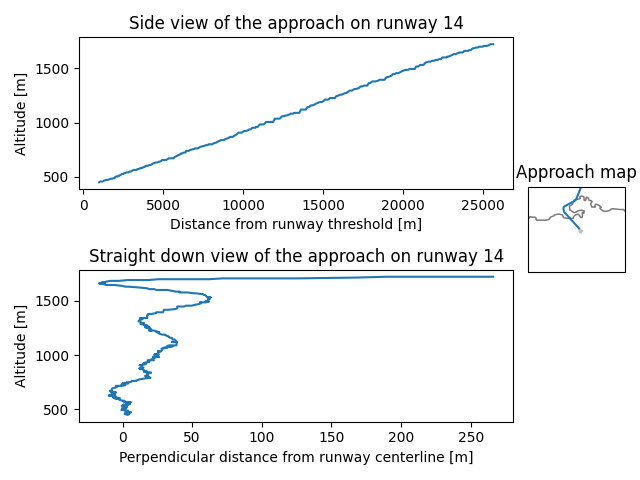 Side view of the approach on runway 14
Altitude [m]
1500
1000
500
0
5000
10000
15000
20000
25000
Distance from runway threshold [m]
Approach map
Straight down view of the approach on runway 14
Altitude [m]
1500
1000
500
0
50
100
150
200
250
Perpendicular distance from runway centerline [m]